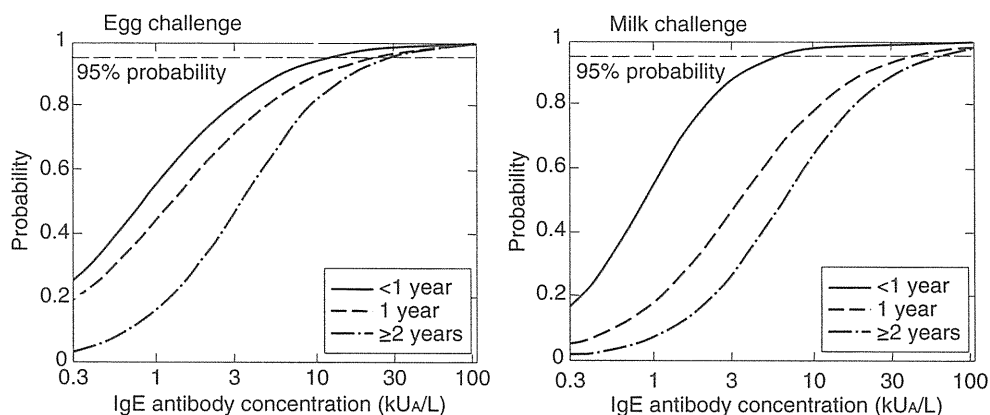 Egg challenge
1
95% probability
0.8
0.6
0.4
0.2
0
Probability
<1 year
1 year
≥2 years
0.3 1 3 10 30 100
IgE antibody concentration (kUA/L)
Milk challenge
1
95% probability
0.8
0.6
0.4
0.2
0
Probability
<1 year
1 year
≥2 years
0.3 1 3 10 30 100
IgE antibody concentration (kUA/L)